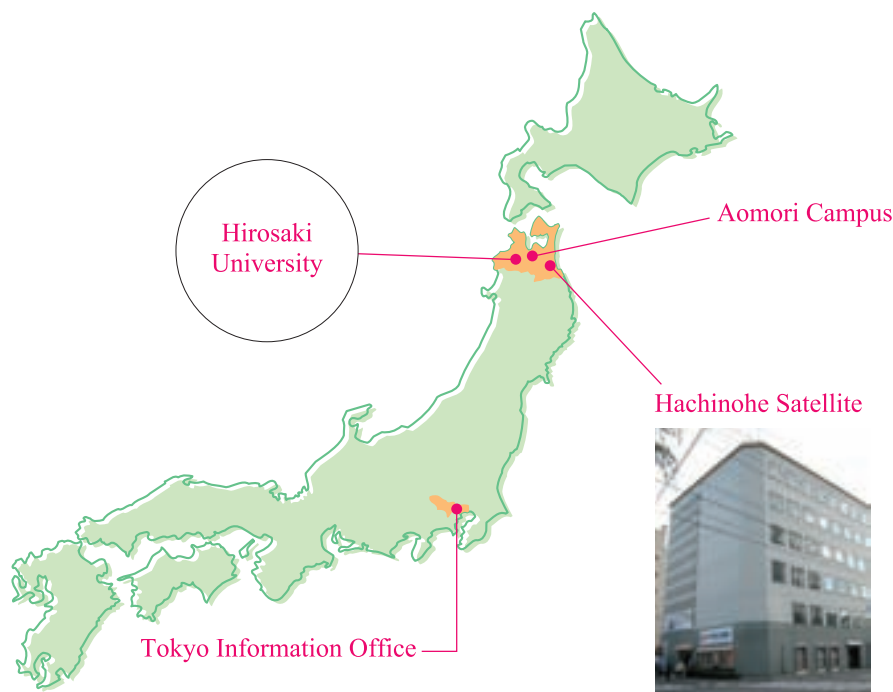 Aomori Campus
Hirosaki
University
Hachinohe Satellite
Tokyo Information Office